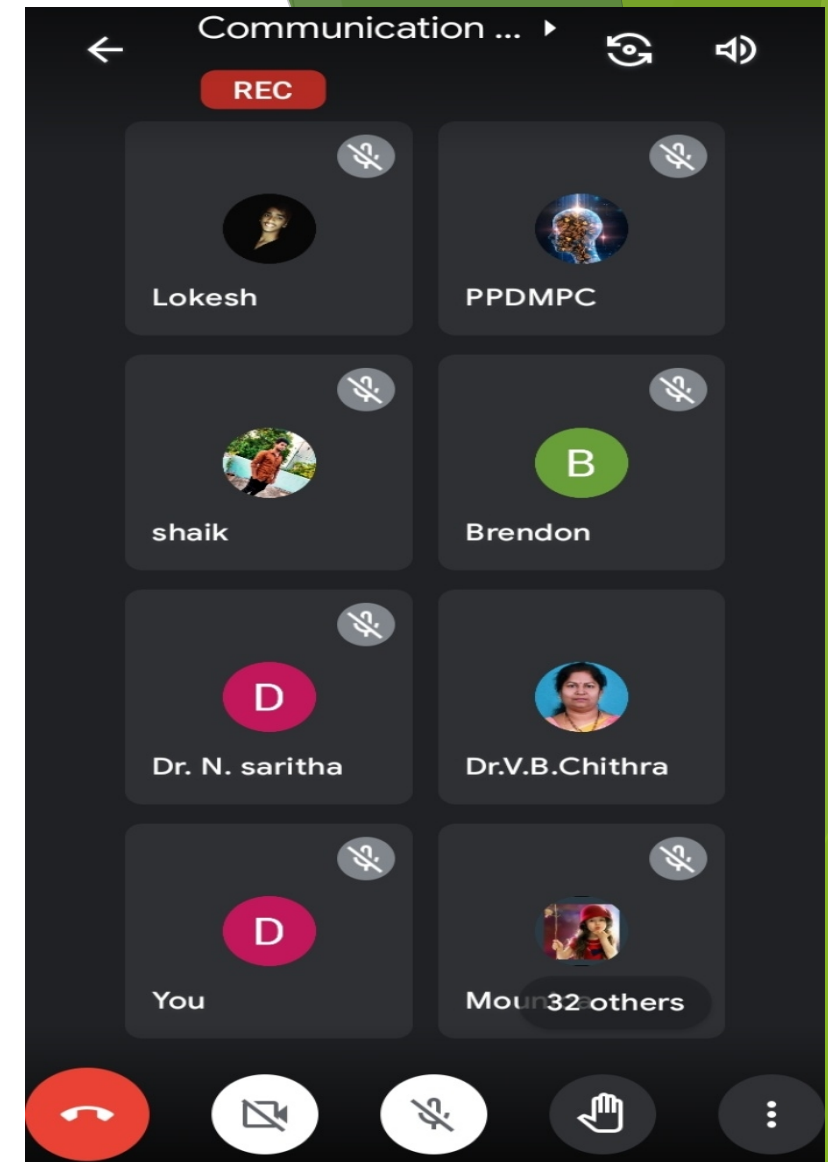 Communication ...
REC
Lokesh
PPDMPC
shaik
B
Brendon
D
Dr. N. saritha
Dr.V.B.Chithra
D
You
32 others